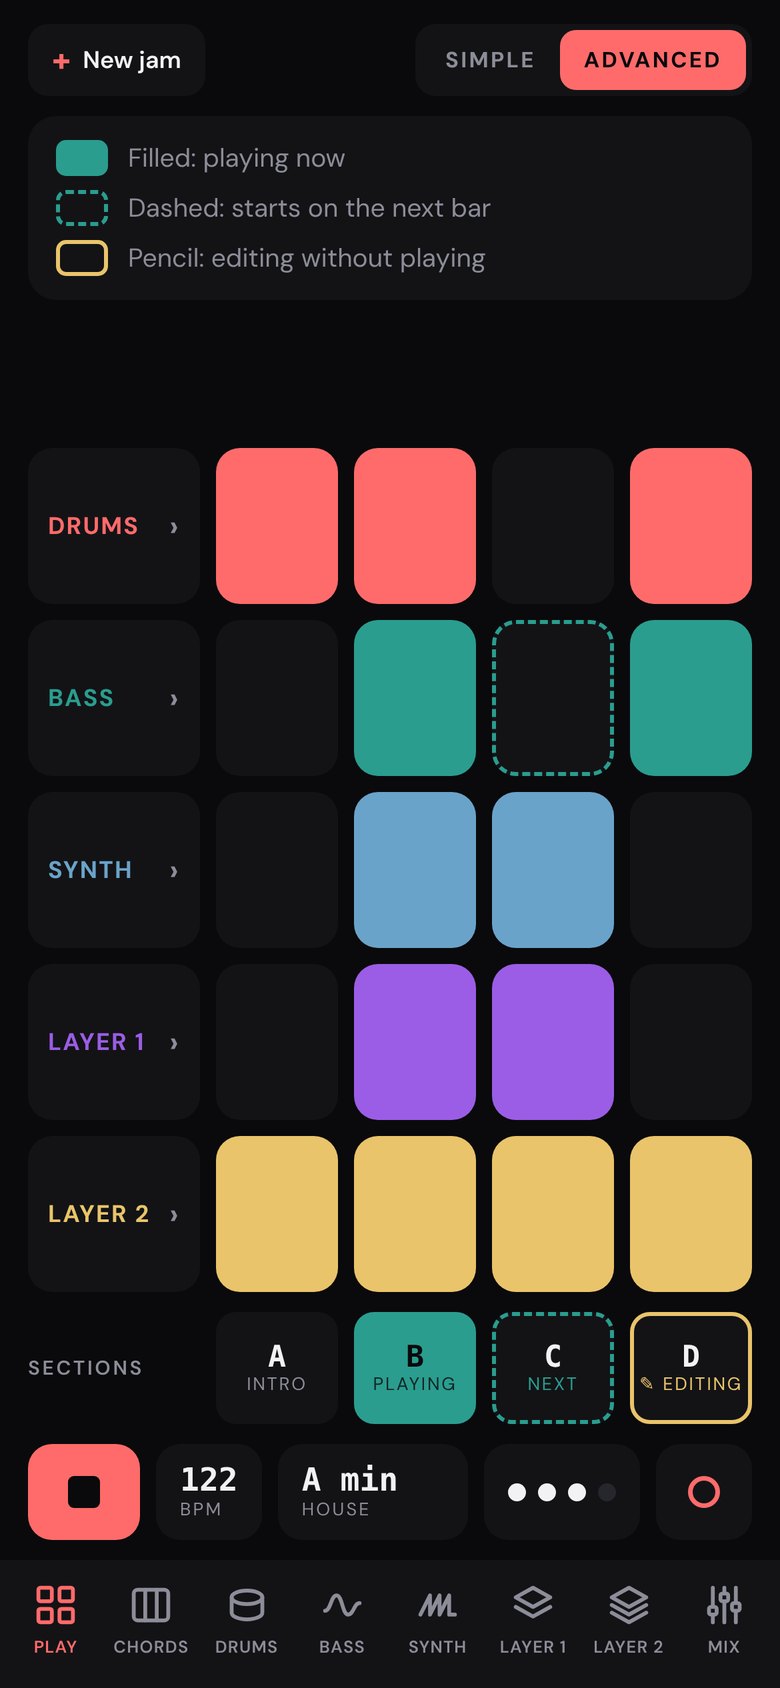 + New jam
SIMPLE ADVANCED
Filled: playing now
Dashed: starts on the next bar
Pencil: editing without playing
DRUMS ›
BASS ›
SYNTH ›
LAYER 1 ›
LAYER 2 ›
SECTIONS
A
INTRO
B
PLAYING
C
NEXT
D
✎ EDITING
122
BPM
A min
HOUSE
PLAY CHORDS DRUMS BASS SYNTH LAYER 1 LAYER 2 MIX